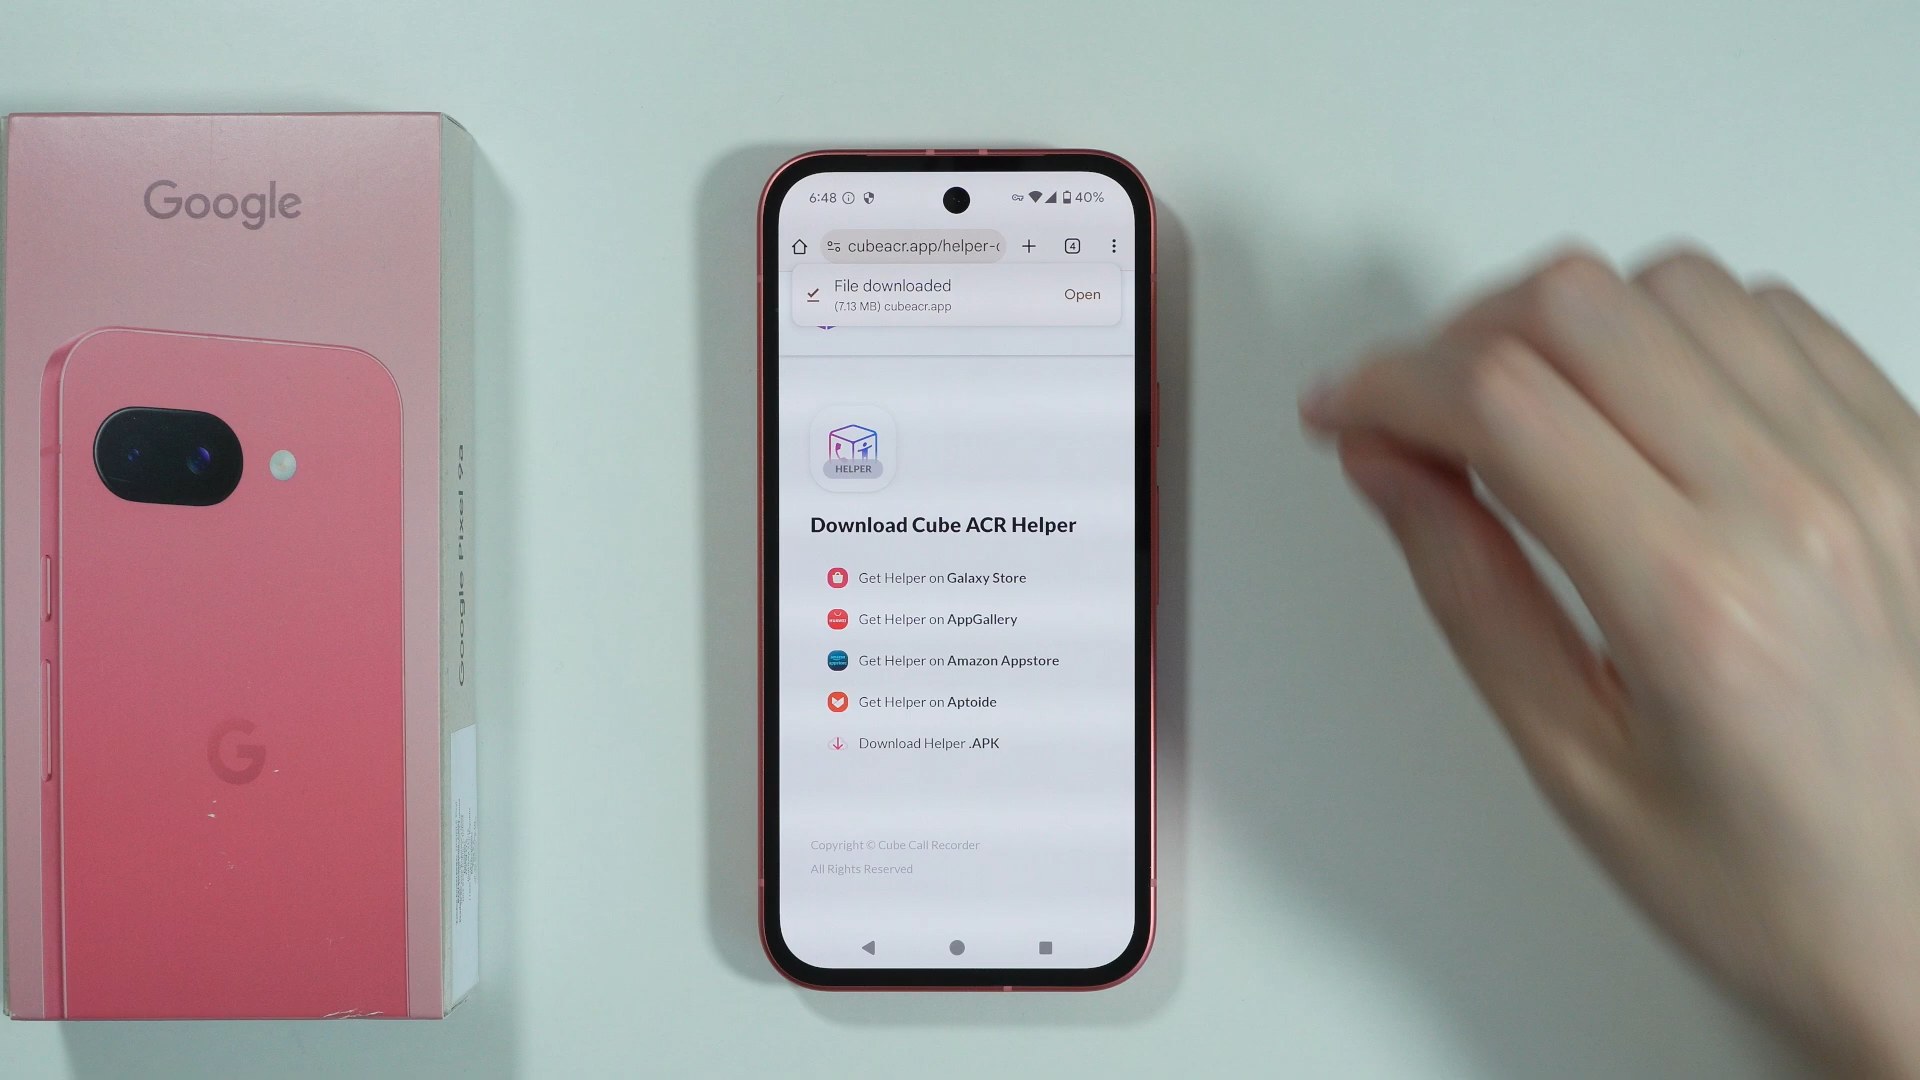 Google
Google Pixel 9a
6:48
40%
cubeacr.app/helper-
4
File downloaded
(7.13 MB) cubeacr.app
Open
HELPER
Download Cube ACR Helper
Get Helper on Galaxy Store
Get Helper on AppGallery
Get Helper on Amazon Appstore
Get Helper on Aptoide
Download Helper .APK
Copyright © Cube Call Recorder
All Rights Reserved